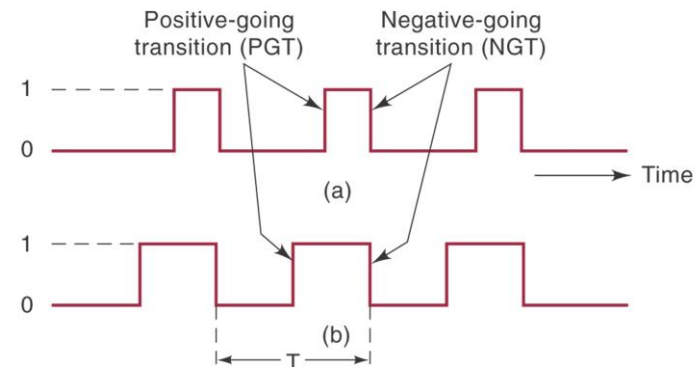 Positive-going
transition (PGT)
Negative-going
transition (NGT)
1
0
Time
(a)
1
0
(b)
T